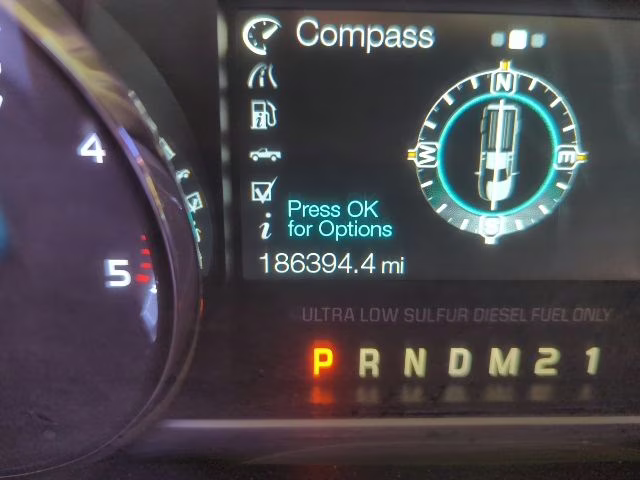 Compass
N
W
E
S
Press OK
for Options
i
186394.4 mi
4
5
ULTRA LOW SULFUR DIESEL FUEL ONLY
P R N D M 2 1